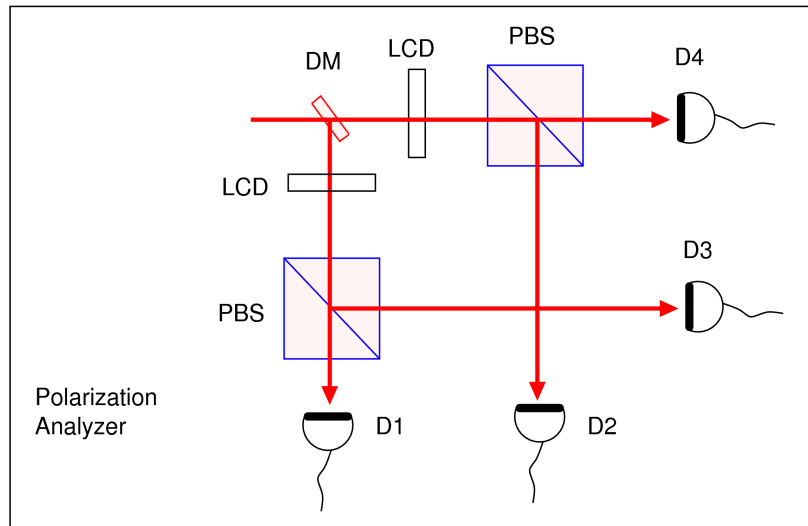 PBS
LCD
DM
D4
LCD
D3
PBS
Polarization
Analyzer
D1
D2